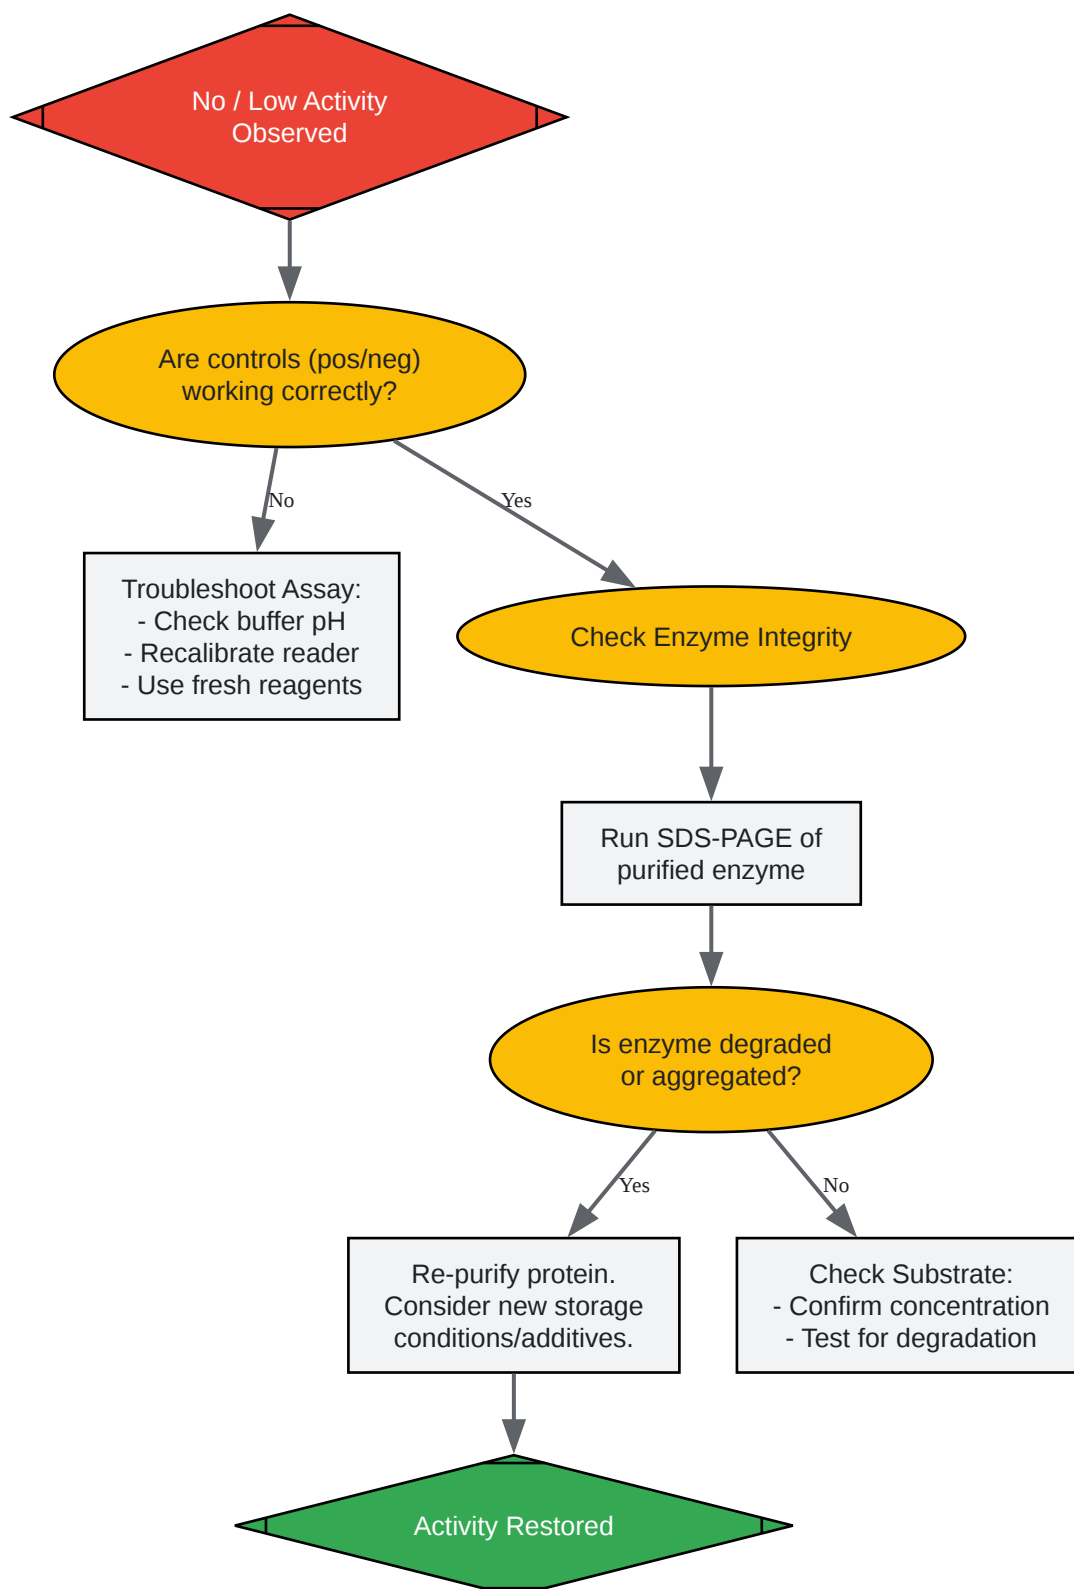 No / Low Activity
Observed
Are controls (pos/neg)
working correctly?
No
Yes
Troubleshoot Assay:
- Check buffer pH
- Recalibrate reader
- Use fresh reagents
Check Enzyme Integrity
Run SDS-PAGE of
purified enzyme
Is enzyme degraded
or aggregated?
Yes
No
Re-purify protein.
Consider new storage
conditions/additives.
Check Substrate:
- Confirm concentration
- Test for degradation
Activity Restored